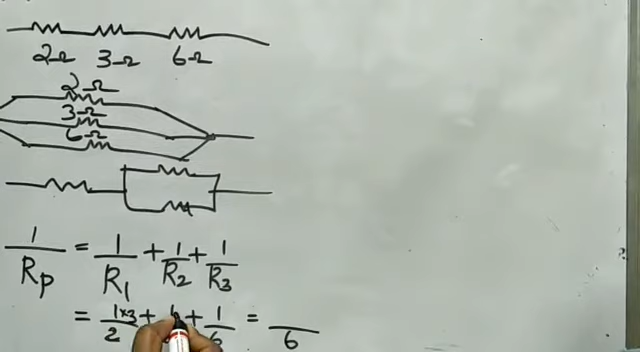 2Ω 3Ω 6Ω
2Ω
3Ω
6Ω
1/Rp = 1/R1 + 1/R2 + 1/R3
= 1×3/2 + 1/6 = /6